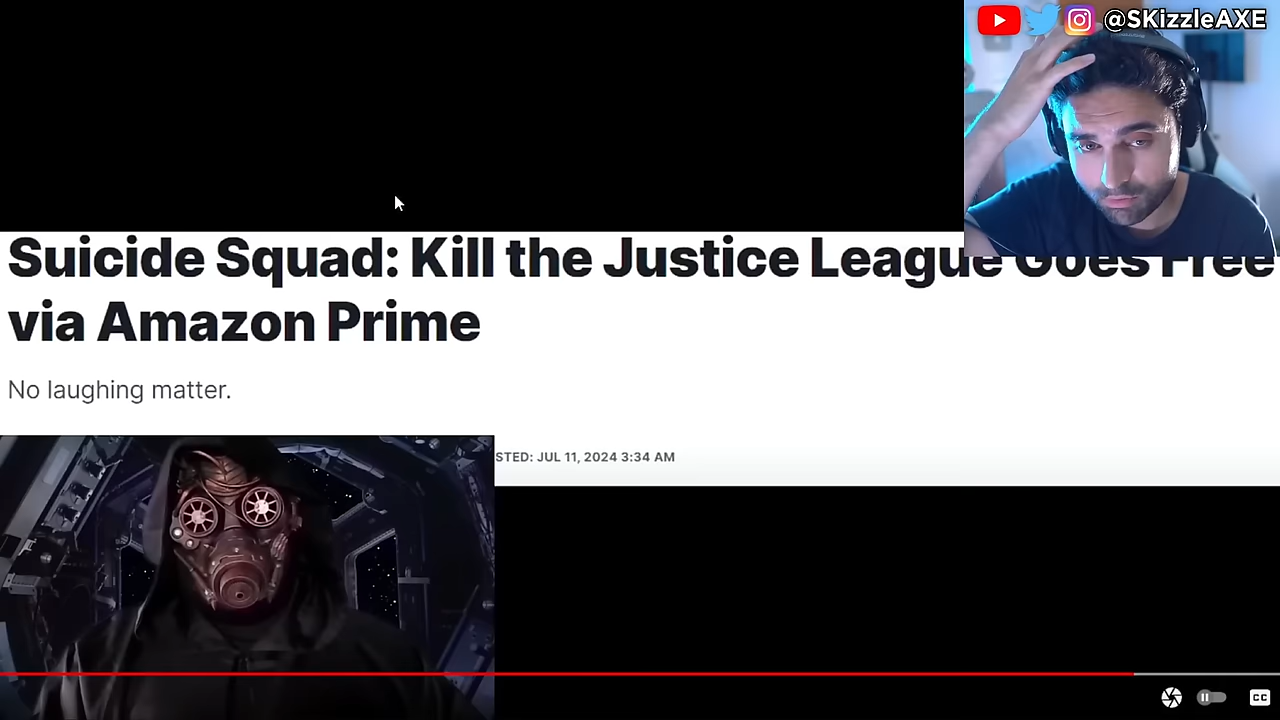 @SKizzleAXE
Suicide Squad: Kill the Justice League Goes Free
via Amazon Prime
No laughing matter.
STED: JUL 11, 2024 3:34 AM
CC